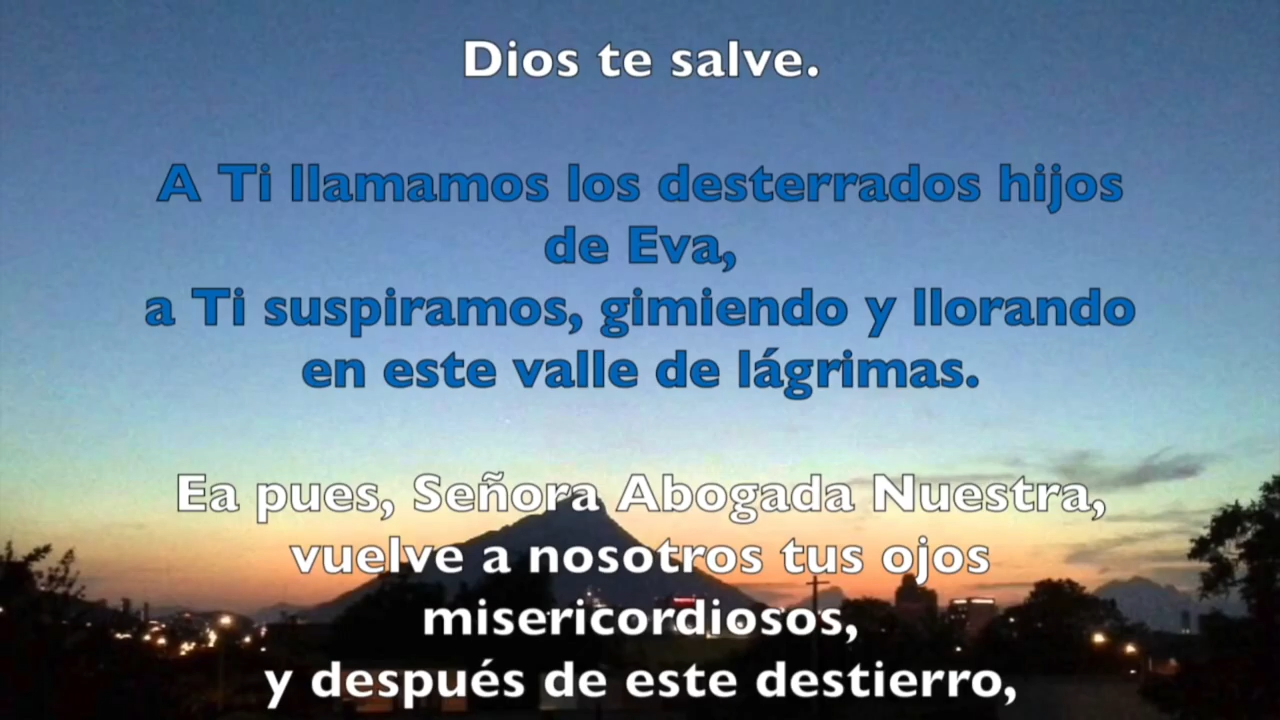 Dios te salve.
A Ti llamamos los desterrados hijos
de Eva,
a Ti suspiramos, gimiendo y llorando
en este valle de lágrimas.
Ea pues, Señora Abogada Nuestra,
vuelve a nosotros tus ojos
misericordiosos,
y después de este destierro,